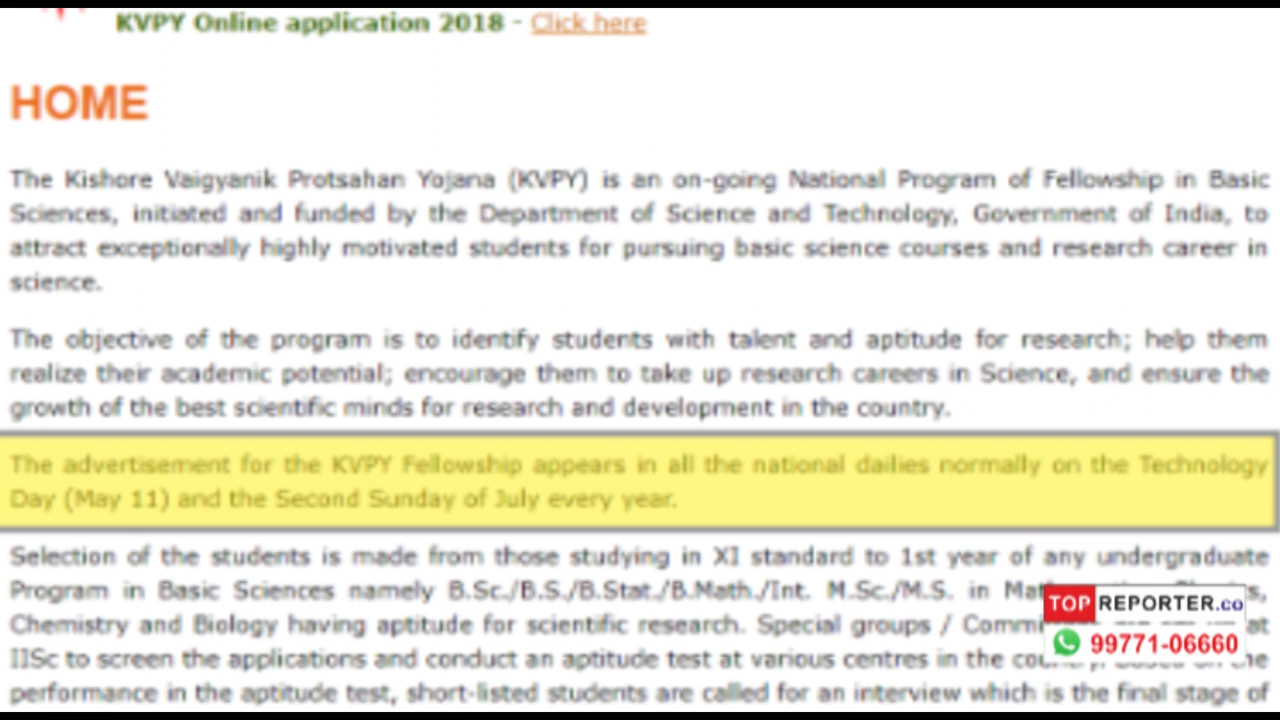 KVPY Online application 2018 - Click here
HOME
The Kishore Vaigyanik Protsahan Yojana (KVPY) is an on-going National Program of Fellowship in Basic
Sciences, initiated and funded by the Department of Science and Technology, Government of India, to
attract exceptionally highly motivated students for pursuing basic science courses and research career in
science.
The objective of the program is to identify students with talent and aptitude for research; help them
realize their academic potential; encourage them to take up research careers in Science, and ensure the
growth of the best scientific minds for research and development in the country.
The advertisement for the KVPY Fellowship appears in all the national dailies normally on the Technology
Day (May 11) and the Second Sunday of July every year.
Selection of the students is made from those studying in XI standard to 1st year of any undergraduate
Program in Basic Sciences namely B.Sc./B.S./B.Stat./B.Math./Int. M.Sc./M.S. in
Chemistry and Biology having aptitude for scientific research. Special groups / at
IISc to screen the applications and conduct an aptitude test at various centres in the
performance in the aptitude test, short-listed students are called for an interview which is the final stage of
TOP REPORTER.co
99771-06660